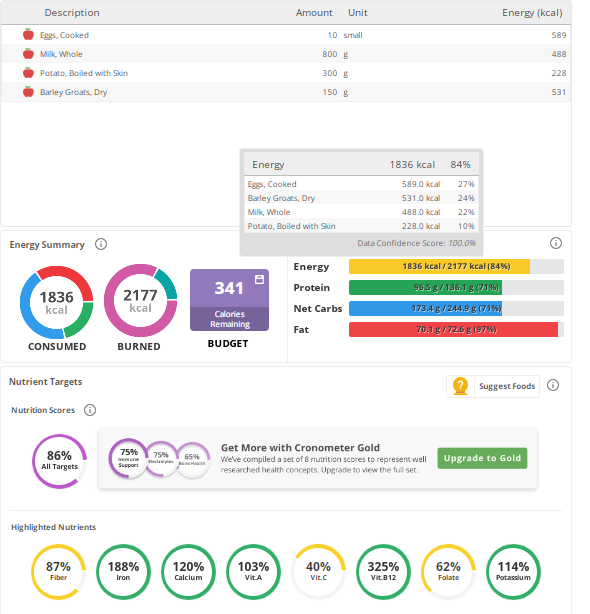 Description Amount Unit Energy (kcal)
Eggs, Cooked 10 small 589
Milk, Whole 800 g 488
Potato, Boiled with Skin 300 g 228
Barley Groats, Dry 150 g 531
Energy 1836 kcal 84%
Eggs, Cooked 589.0 kcal 27%
Barley Groats, Dry 531.0 kcal 24%
Milk, Whole 488.0 kcal 22%
Potato, Boiled with Skin 228.0 kcal 10%
Data Confidence Score: 100.0%
Energy Summary
1836
kcal
CONSUMED
2177
kcal
BURNED
341
Calories
Remaining
BUDGET
Energy 1836 kcal / 2177 kcal (84%)
Protein 96.5 g / 136.1 g (71%)
Net Carbs 173.4 g / 244.9 g (71%)
Fat 70.1 g / 72.6 g (97%)
Nutrient Targets
Suggest Foods
Nutrition Scores
86%
All Targets
75%
Immune
Support
75%
Electrolytes
65%
Bone Health
Get More with Cronometer Gold
We've compiled a set of 8 nutrition scores to represent well
researched health concepts. Upgrade to view the full set.
Upgrade to Gold
Highlighted Nutrients
87%
Fiber
188%
Iron
120%
Calcium
103%
Vit.A
40%
Vit.C
325%
Vit.B12
62%
Folate
114%
Potassium